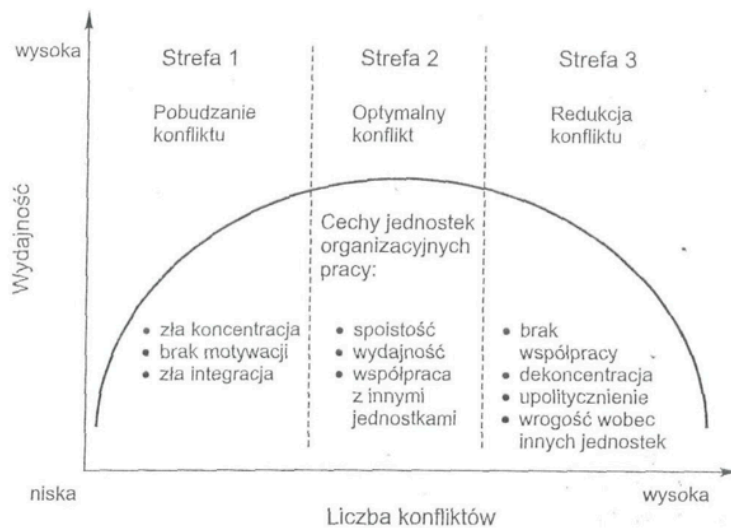 wysoka
Strefa 1
Strefa 2
Strefa 3
Pobudzanie
konfliktu
Optymalny
konflikt
Redukcja
konfliktu
Wydajność
Cechy jednostek
organizacyjnych
pracy:
• zła koncentracja
• brak motywacji
• zła integracja
• spoistość
• wydajność
• współpraca
z innymi
jednostkami
• brak
współpracy
• dekoncentracja
• upolitycznienie
• wrogość wobec
innych jednostek
niska
wysoka
Liczba konfliktów